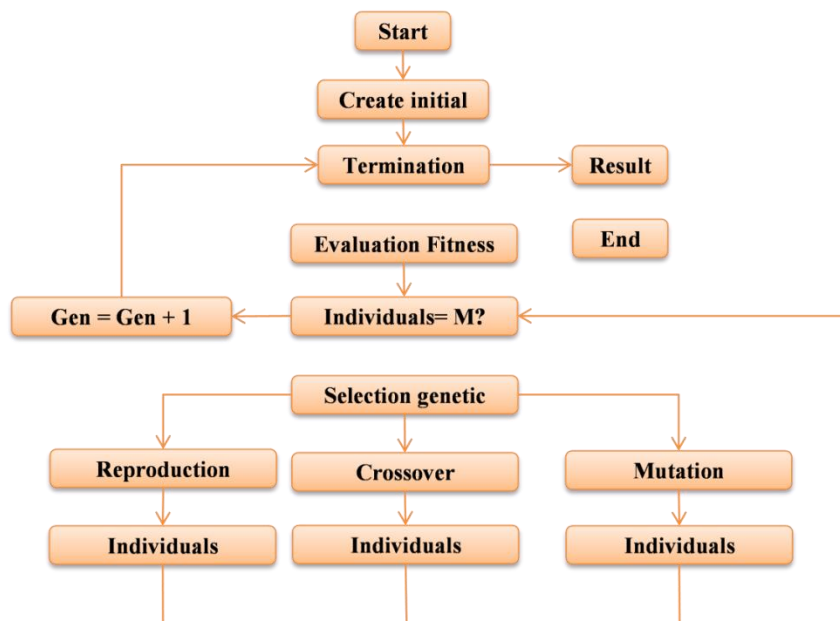 Start
Create initial
Termination
Result
Evaluation Fitness
End
Gen = Gen + 1
Individuals= M?
Selection genetic
Reproduction
Crossover
Mutation
Individuals
Individuals
Individuals